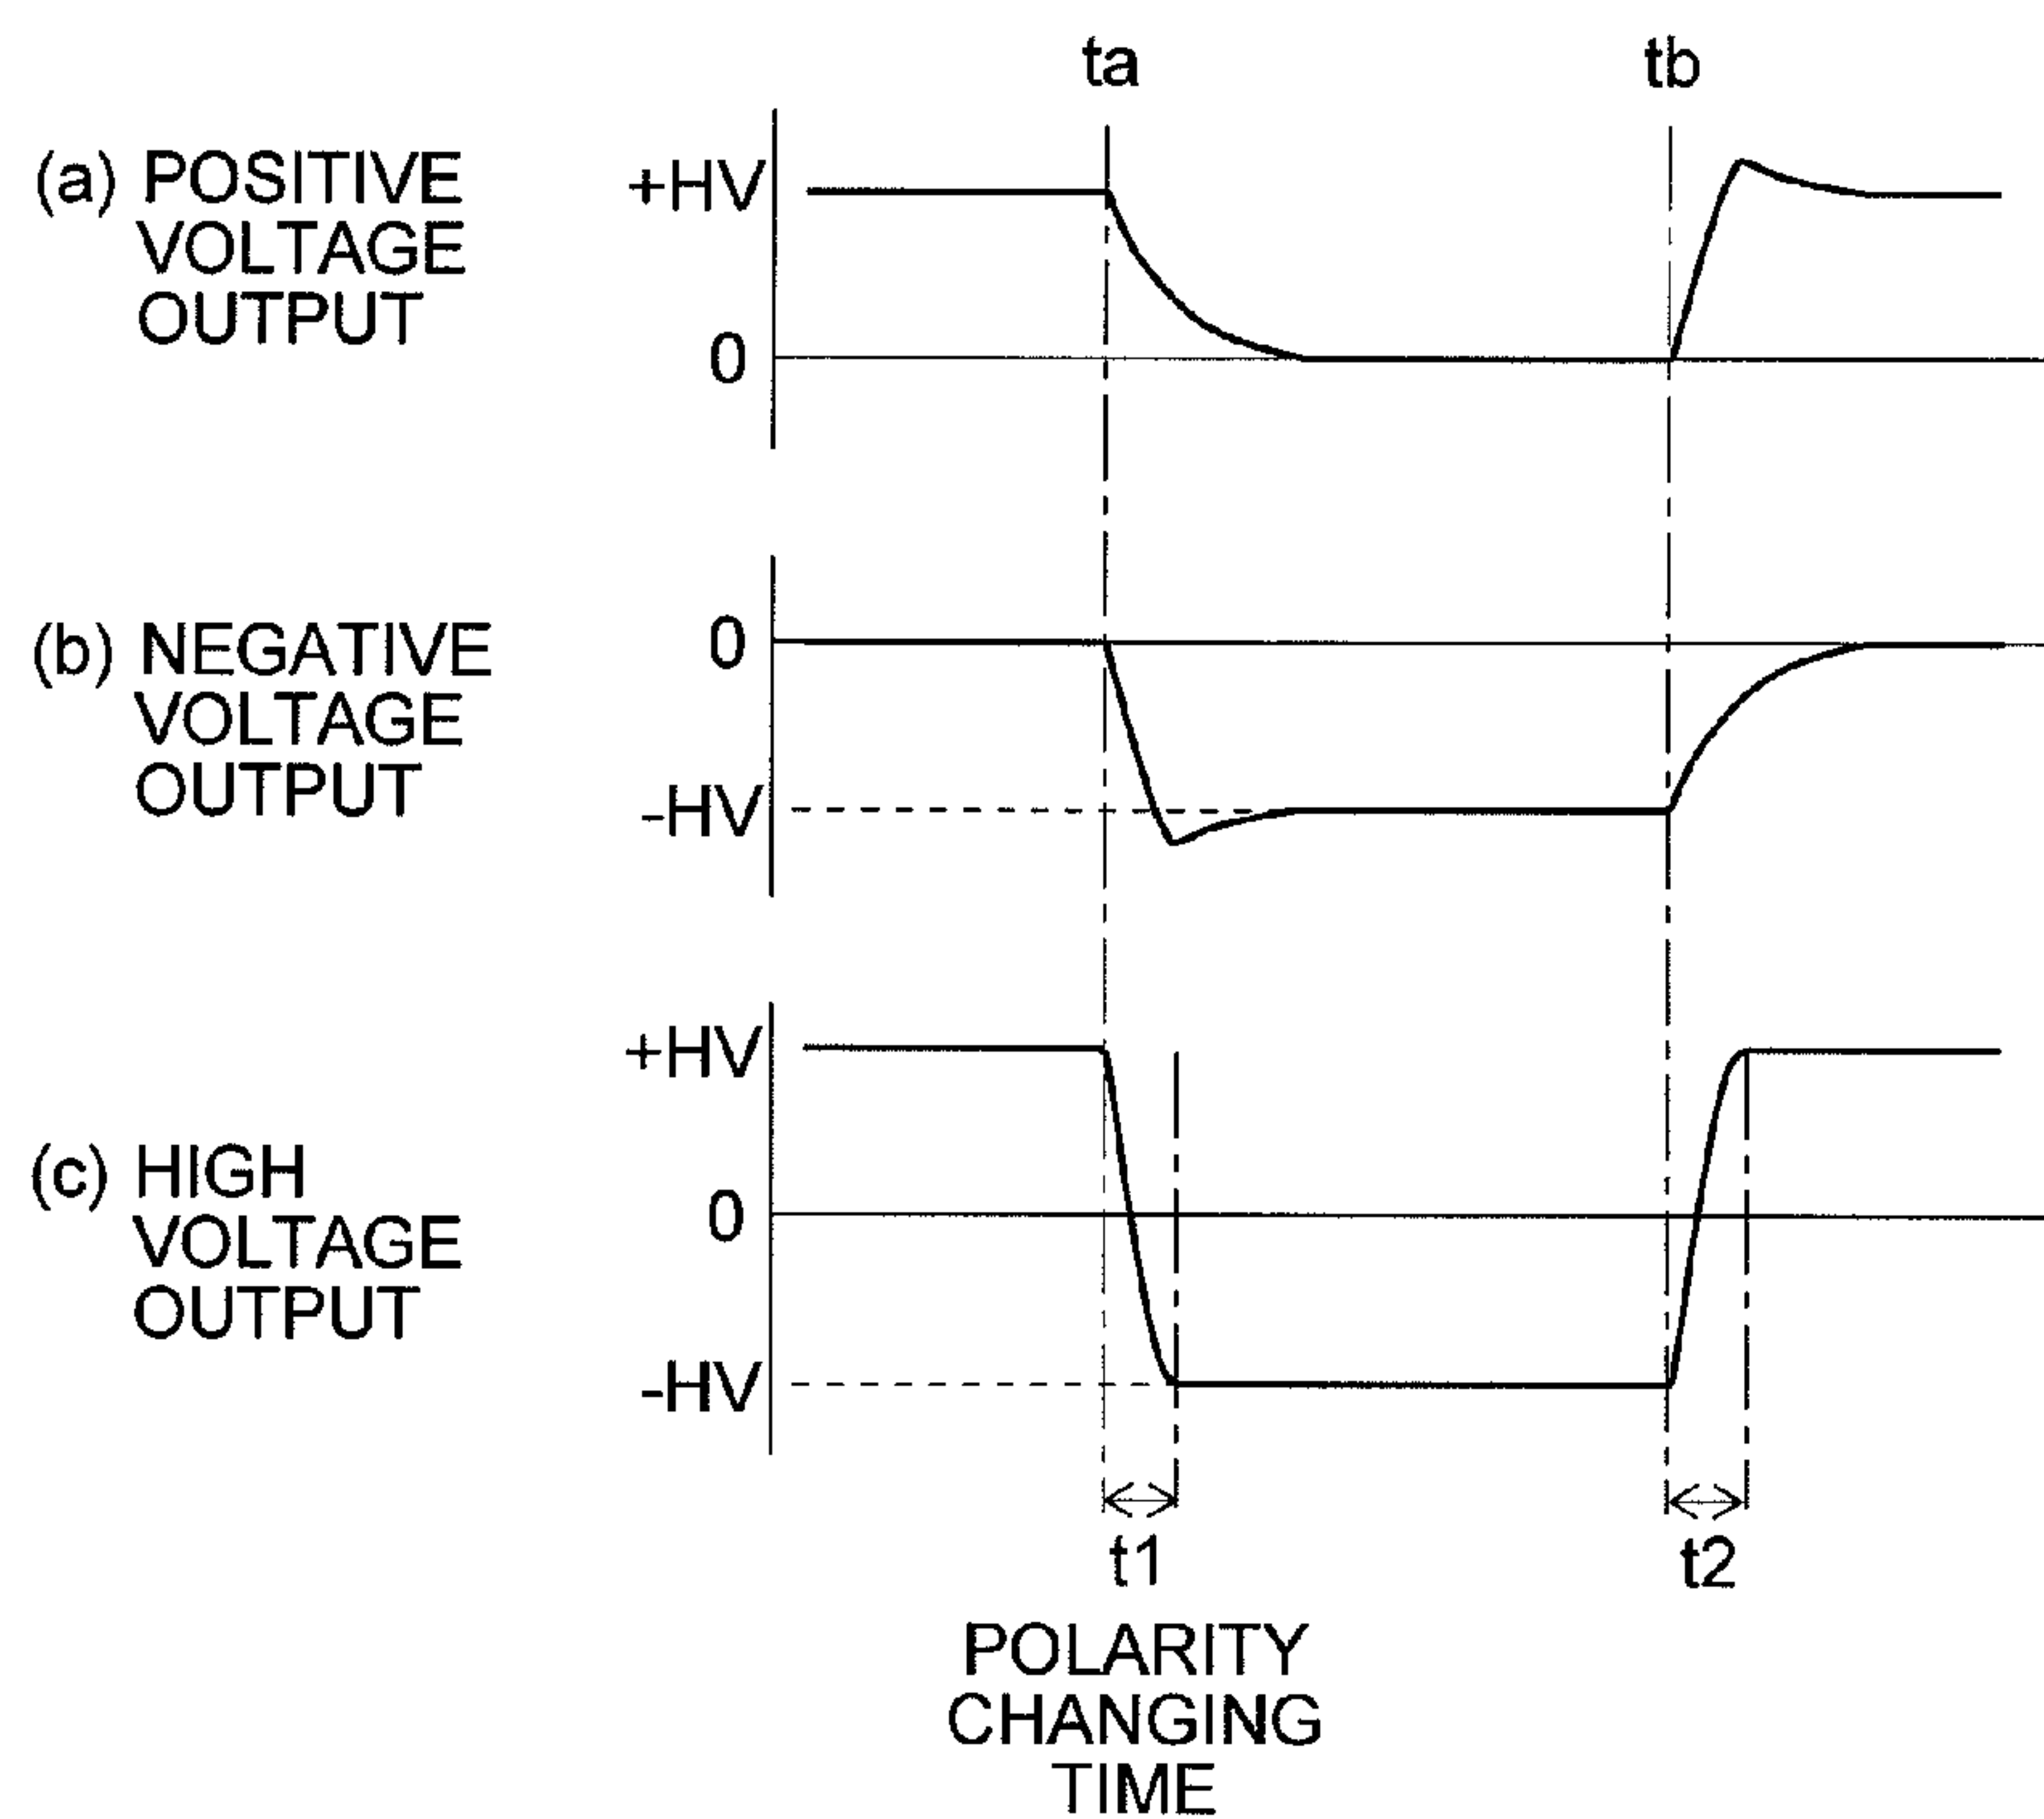 ta
tb
(a) POSITIVE
VOLTAGE
OUTPUT
+HV
0
(b) NEGATIVE
VOLTAGE
OUTPUT
0
-HV
(c) HIGH
VOLTAGE
OUTPUT
+HV
0
-HV
t1
t2
POLARITY
CHANGING
TIME